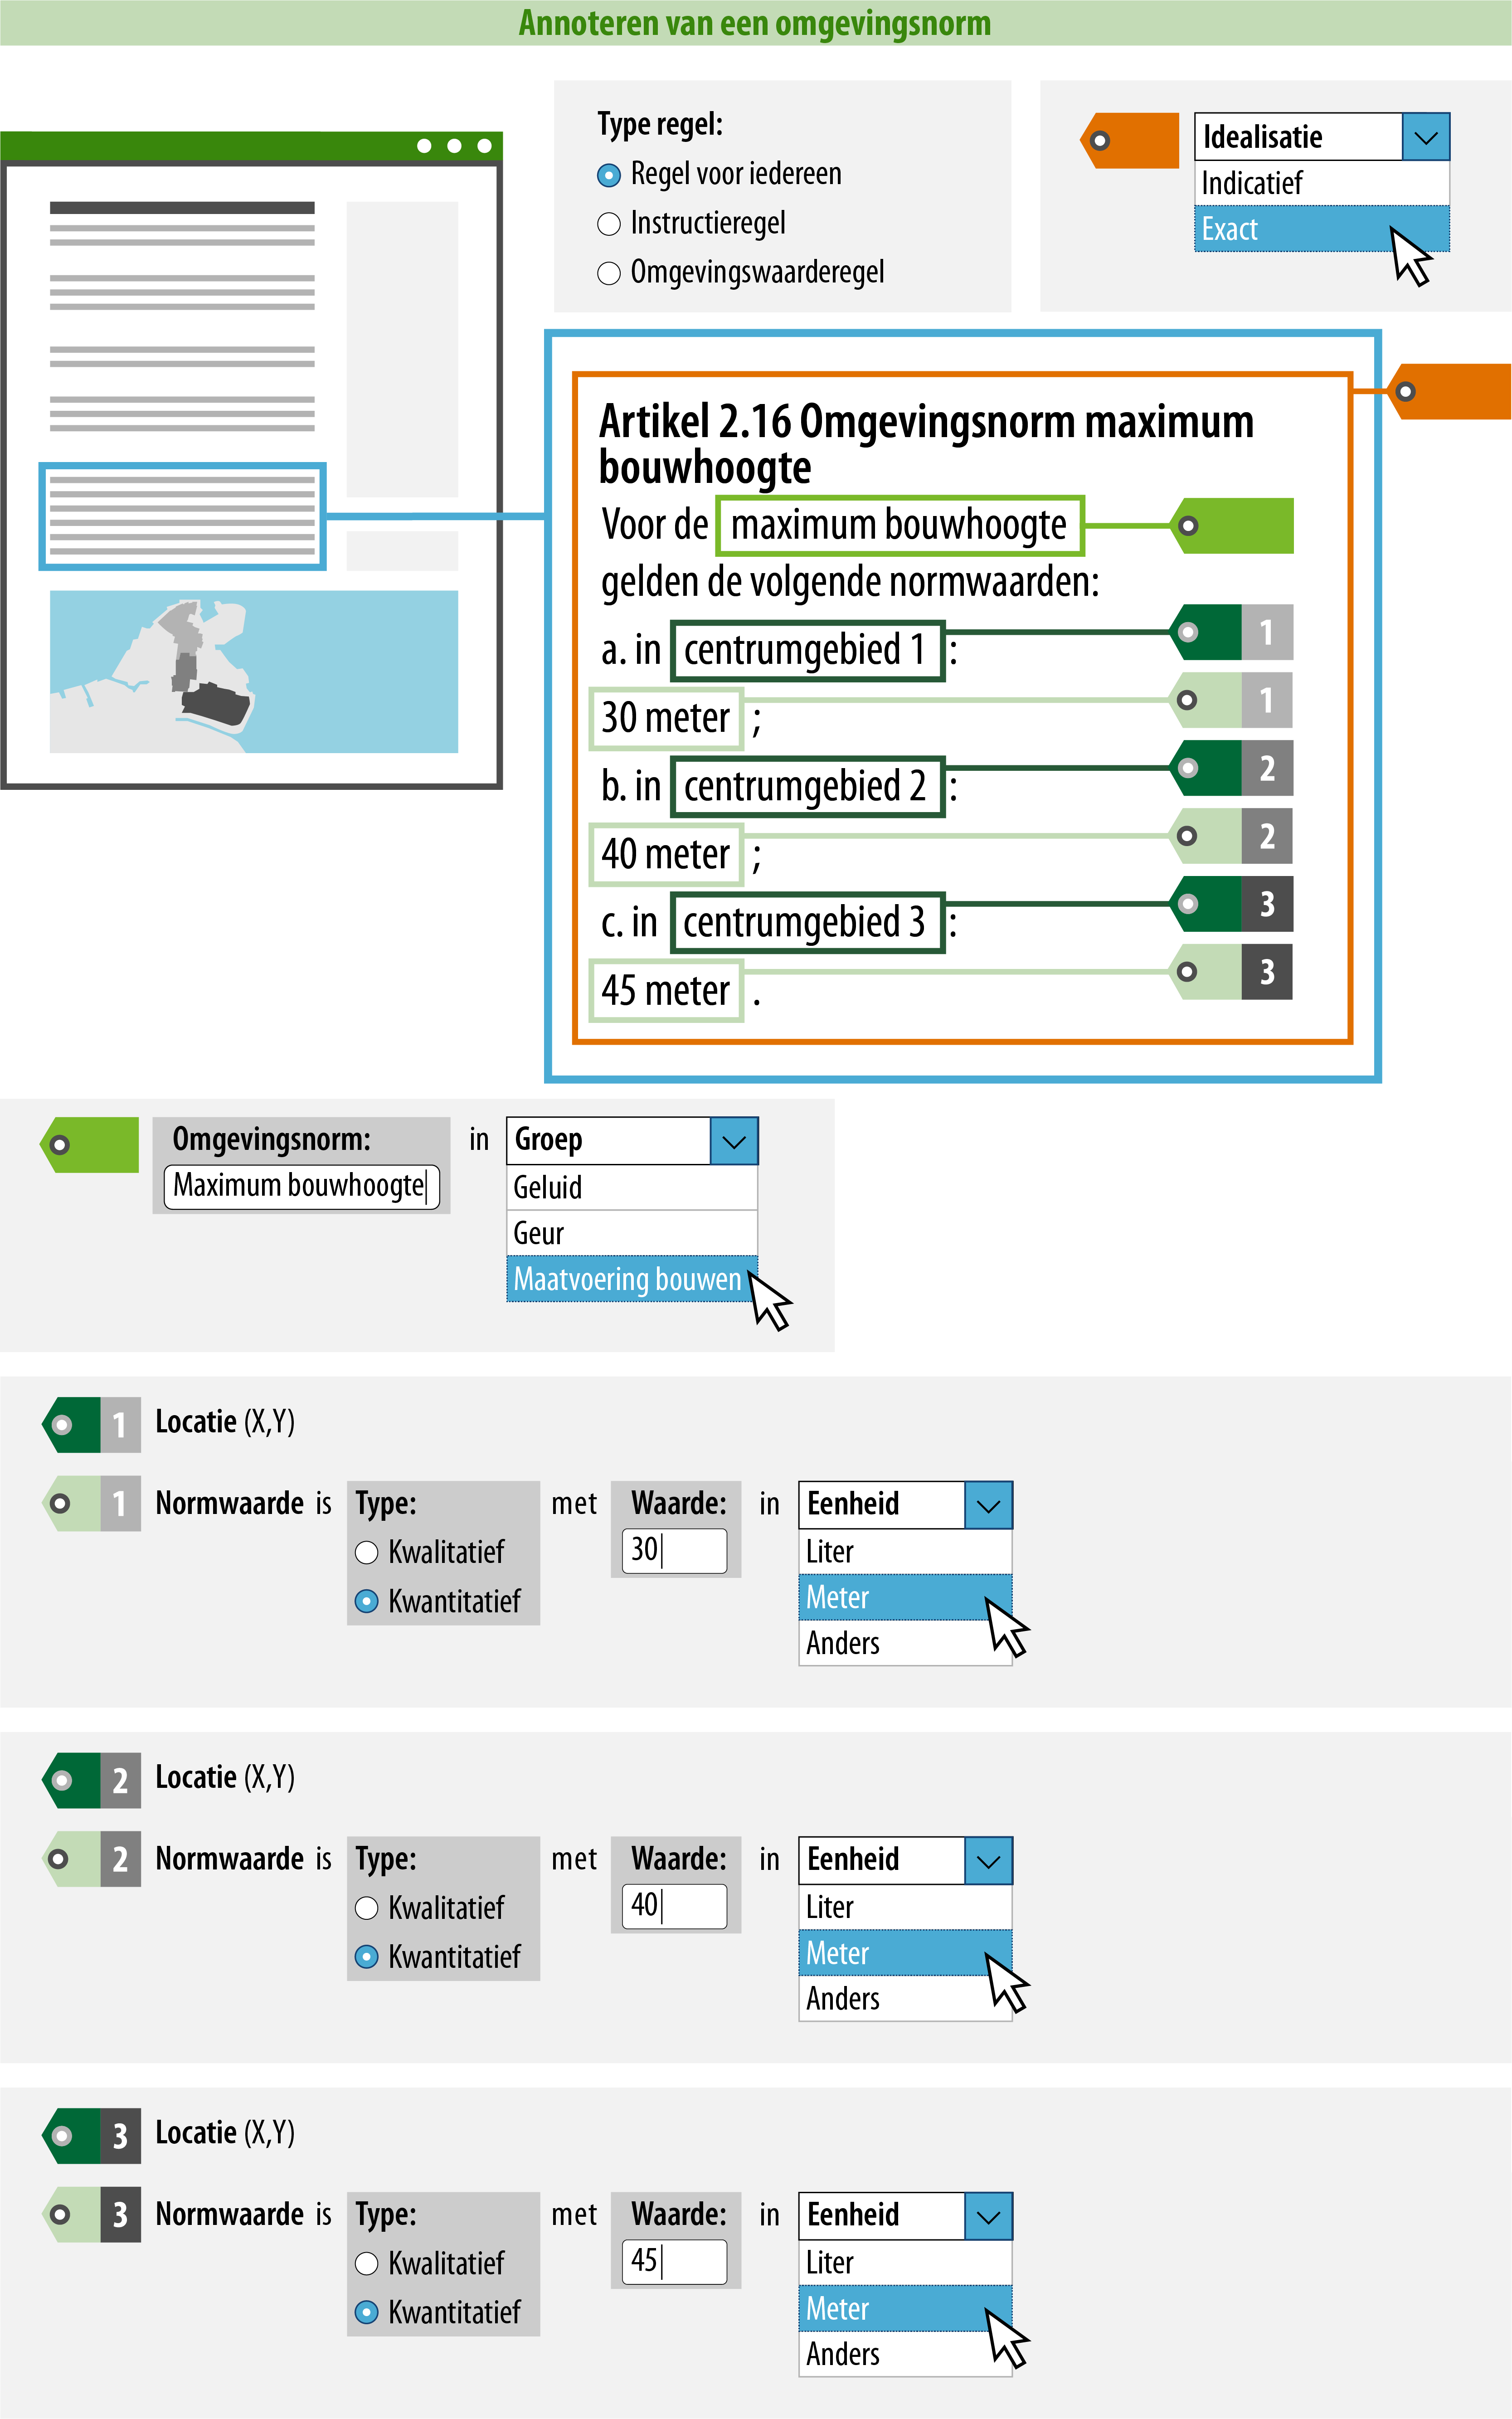 Annoteren van een omgevingsnorm
Type regel:
Regel voor iedereen
Instructieregel
Omgevingswaarderegel
Idealisatie
Indicatief
Exact
Artikel 2.16 Omgevingsnorm maximum
bouwhoogte
Voor de maximum bouwhoogte
gelden de volgende normwaarden:
a. in centrumgebied 1 :
1
30 meter ;
1
b. in centrumgebied 2 :
2
40 meter ;
2
c. in centrumgebied 3 :
3
45 meter .
3
Omgevingsnorm:
Maximum bouwhoogte
in
Groep
Geluid
Geur
Maatvoering bouwen
1 Locatie (X,Y)
1 Normwaarde is Type: met Waarde: in Eenheid
Kwalitatief 30 Liter
Kwantitatief Meter
Anders
2 Locatie (X,Y)
2 Normwaarde is Type: met Waarde: in Eenheid
Kwalitatief 40 Liter
Kwantitatief Meter
Anders
3 Locatie (X,Y)
3 Normwaarde is Type: met Waarde: in Eenheid
Kwalitatief 45 Liter
Kwantitatief Meter
Anders